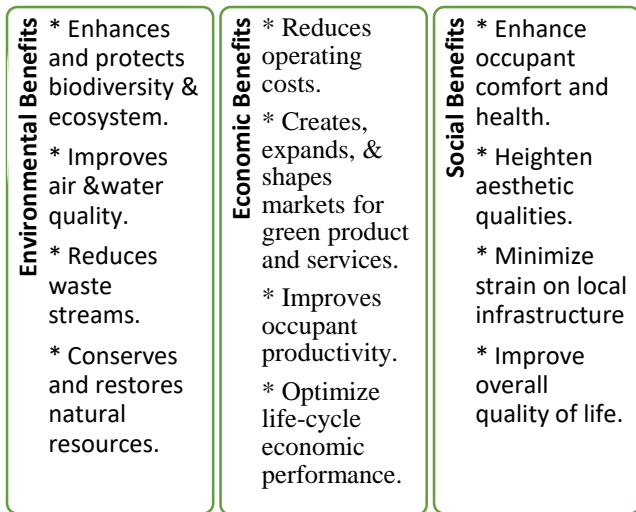 Environmental Benefits
* Enhances
and protects
biodiversity &
ecosystem.
* Improves
air &water
quality.
* Reduces
waste
streams.
* Conserves
and restores
natural
resources.
Economic Benefits
* Reduces
operating
costs.
* Creates,
expands, &
shapes
markets for
green product
and services.
* Improves
occupant
productivity.
* Optimize
life-cycle
economic
performance.
Social Benefits
* Enhance
occupant
comfort and
health.
* Heighten
aesthetic
qualities.
* Minimize
strain on local
infrastructure
* Improve
overall
quality of life.